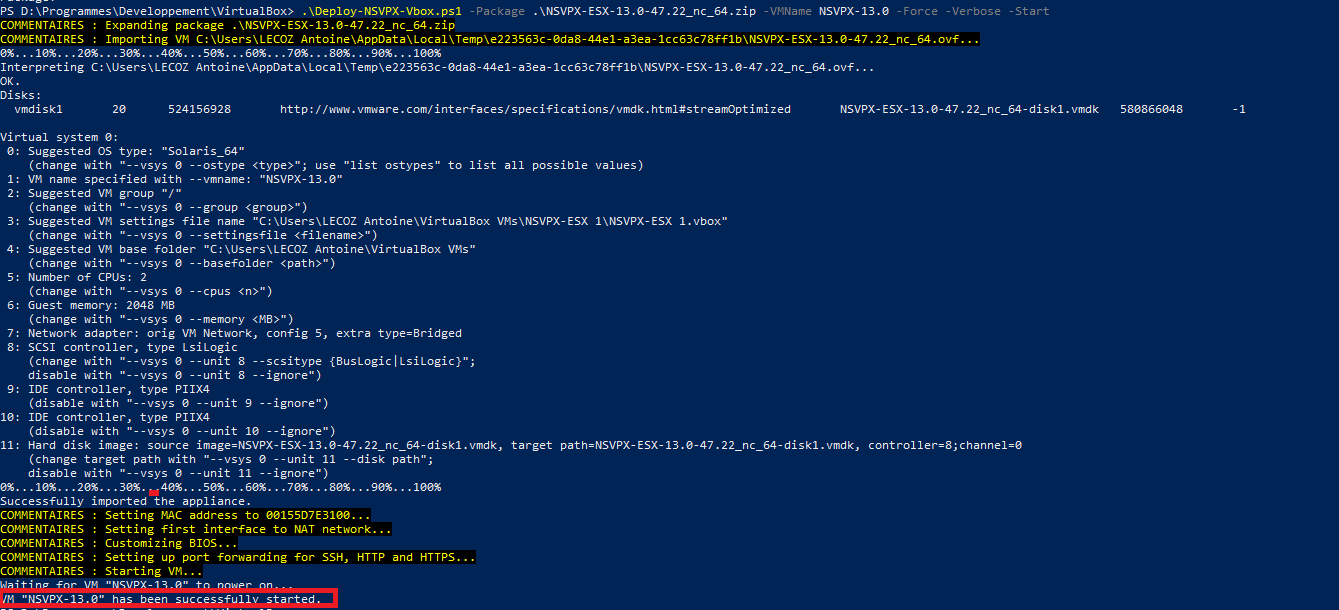 PS D:\Programmes\Developpement\VirtualBox> .\Deploy-NSVPX-Vbox.ps1 -Package .\NSVPX-ESX-13.0-47.22_nc_64.zip -VMName NSVPX-13.0 -Force -Verbose -Start
COMMENTAIRES : Expanding package .\NSVPX-ESX-13.0-47.22_nc_64.zip
COMMENTAIRES : Importing VM C:\Users\LECOZ Antoine\AppData\Local\Temp\e223563c-0da8-44e1-a3ea-1cc63c78ff1b\NSVPX-ESX-13.0-47.22_nc_64.ovf...
0%...10%...20%...30%...40%...50%...60%...70%...80%...90%...100%
Interpreting C:\Users\LECOZ Antoine\AppData\Local\Temp\e223563c-0da8-44e1-a3ea-1cc63c78ff1b\NSVPX-ESX-13.0-47.22_nc_64.ovf...
OK.
Disks:
vmdisk1 20 524156928 http://www.vmware.com/interfaces/specifications/vmdk.html#streamOptimized NSVPX-ESX-13.0-47.22_nc_64-disk1.vmdk 580866048 -1
Virtual system 0:
0: Suggested OS type: "Solaris_64"
(change with "--vsys 0 --ostype <type>"; use "list ostypes" to list all possible values)
1: VM name specified with --vmname: "NSVPX-13.0"
2: Suggested VM group "/"
(change with "--vsys 0 --group <group>")
3: Suggested VM settings file name "C:\Users\LECOZ Antoine\VirtualBox VMs\NSVPX-ESX 1\NSVPX-ESX 1.vbox"
(change with "--vsys 0 --settingsfile <filename>")
4: Suggested VM base folder "C:\Users\LECOZ Antoine\VirtualBox VMs"
(change with "--vsys 0 --basefolder <path>")
5: Number of CPUs: 2
(change with "--vsys 0 --cpus <n>")
6: Guest memory: 2048 MB
(change with "--vsys 0 --memory <MB>")
7: Network adapter: orig VM Network, config 5, extra type=Bridged
8: SCSI controller, type LsiLogic
(change with "--vsys 0 --unit 8 --scsitype {BusLogic|LsiLogic}";
disable with "--vsys 0 --unit 8 --ignore")
9: IDE controller, type PIIX4
(disable with "--vsys 0 --unit 9 --ignore")
10: IDE controller, type PIIX4
(disable with "--vsys 0 --unit 10 --ignore")
11: Hard disk image: source image=NSVPX-ESX-13.0-47.22_nc_64-disk1.vmdk, target path=NSVPX-ESX-13.0-47.22_nc_64-disk1.vmdk, controller=8;channel=0
(change target path with "--vsys 0 --unit 11 --disk path";
disable with "--vsys 0 --unit 11 --ignore")
0%...10%...20%...30%...40%...50%...60%...70%...80%...90%...100%
Successfully imported the appliance.
COMMENTAIRES : Setting MAC address to 00155D7E3100...
COMMENTAIRES : Setting first interface to NAT network...
COMMENTAIRES : Customizing BIOS...
COMMENTAIRES : Setting up port forwarding for SSH, HTTP and HTTPS...
COMMENTAIRES : Starting VM...
Waiting for VM "NSVPX-13.0" to power on...
VM "NSVPX-13.0" has been successfully started.